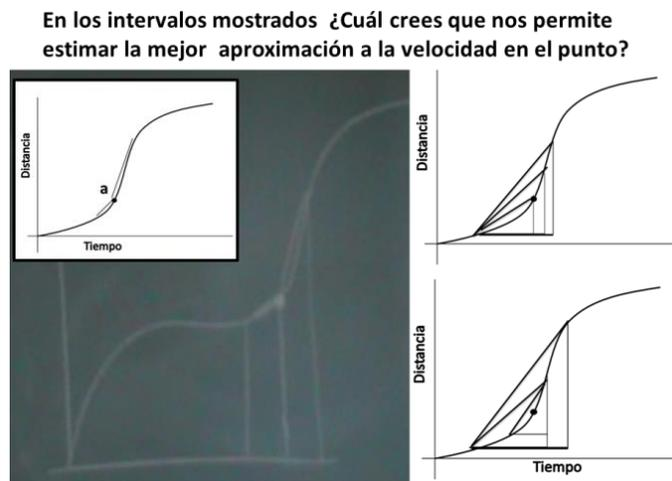 En los intervalos mostrados ¿Cuál crees que nos permite
estimar la mejor aproximación a la velocidad en el punto?
Distancia
a
Tiempo
Distancia
Distancia
Tiempo